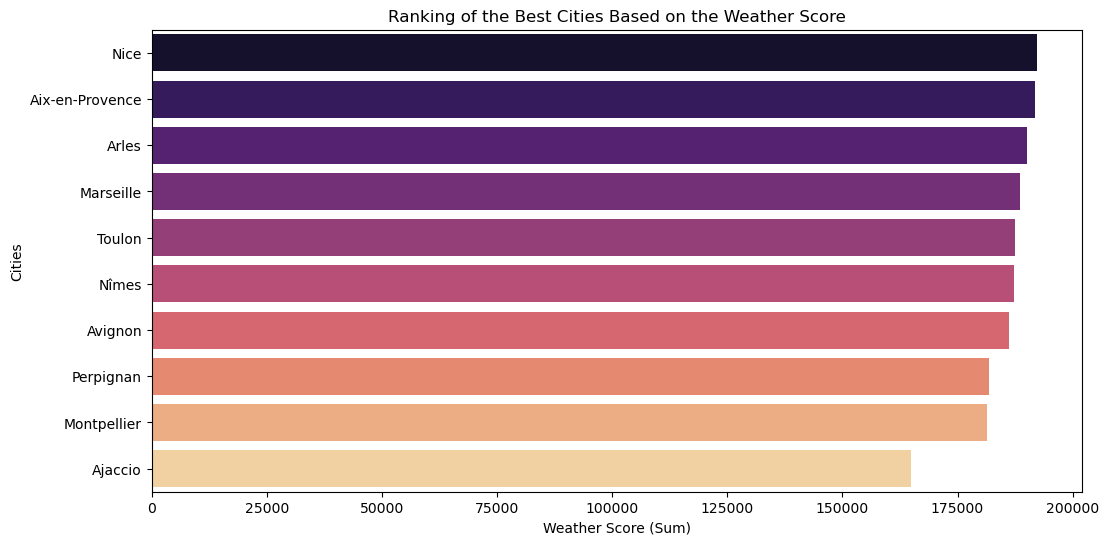 Ranking of the Best Cities Based on the Weather Score
Nice
Aix-en-Provence
Arles
Marseille
Toulon
Nîmes
Avignon
Perpignan
Montpellier
Ajaccio
Cities
0 25000 50000 75000 100000 125000 150000 175000 200000
Weather Score (Sum)